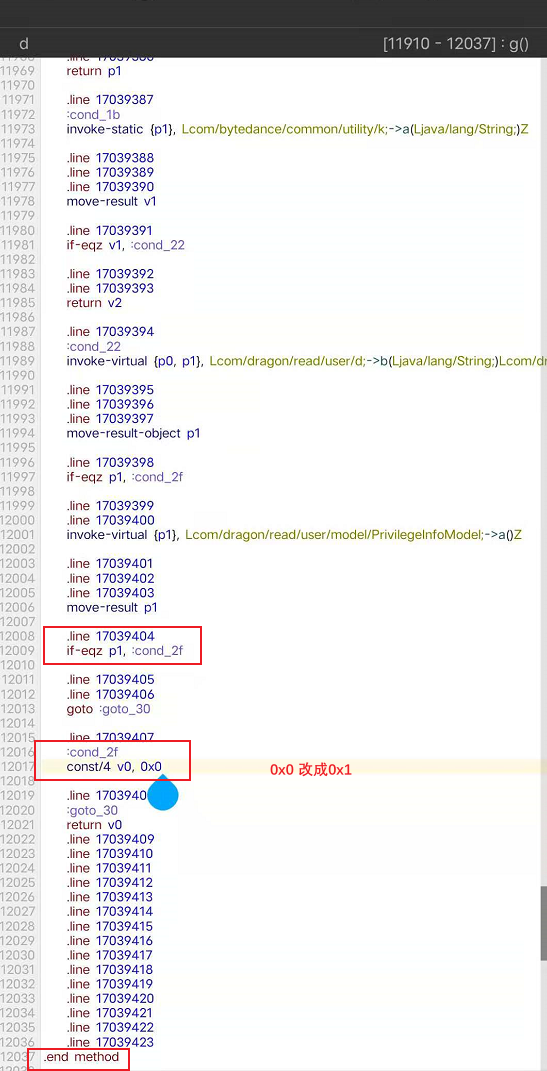 d [11910 - 12037] : g()
11969 return p1
11970
11971 .line 17039387
11972 :cond_1b
11973 invoke-static {p1}, Lcom/bytedance/common/utility/k;->a(Ljava/lang/String;)Z
11974
11975 .line 17039388
11976 .line 17039389
11977 .line 17039390
11978 move-result v1
11979
11980 .line 17039391
11981 if-eqz v1, :cond_22
11982
11983 .line 17039392
11984 .line 17039393
11985 return v2
11986
11987 .line 17039394
11988 :cond_22
11989 invoke-virtual {p0, p1}, Lcom/dragon/read/user/d;->b(Ljava/lang/String;)Lcom/dr
11990
11991 .line 17039395
11992 .line 17039396
11993 .line 17039397
11994 move-result-object p1
11995
11996 .line 17039398
11997 if-eqz p1, :cond_2f
11998
11999 .line 17039399
12000 .line 17039400
12001 invoke-virtual {p1}, Lcom/dragon/read/user/model/PrivilegeInfoModel;->a()Z
12002
12003 .line 17039401
12004 .line 17039402
12005 .line 17039403
12006 move-result p1
12007
12008 .line 17039404
12009 if-eqz p1, :cond_2f
12010
12011 .line 17039405
12012 .line 17039406
12013 goto :goto_30
12014
12015 .line 17039407
12016 :cond_2f
12017 const/4 v0, 0x0 0x0 改成0x1
12018
12019 .line 1703940
12020 :goto_30
12021 return v0
12022 .line 17039409
12023 .line 17039410
12024 .line 17039411
12025 .line 17039412
12026 .line 17039413
12027 .line 17039414
12028 .line 17039415
12029 .line 17039416
12030 .line 17039417
12031 .line 17039418
12032 .line 17039419
12033 .line 17039420
12034 .line 17039421
12035 .line 17039422
12036 .line 17039423
12037 .end method